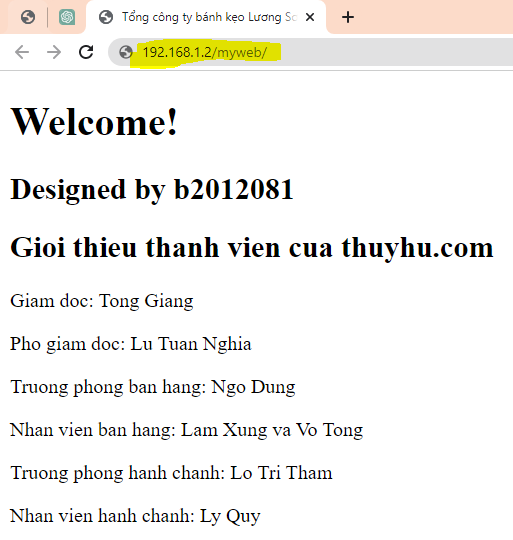 Tổng công ty bánh kẹo Lương Sơ
192.168.1.2/myweb/
Welcome!
Designed by b2012081
Gioi thieu thanh vien cua thuyhu.com
Giam doc: Tong Giang
Pho giam doc: Lu Tuan Nghia
Truong phong ban hang: Ngo Dung
Nhan vien ban hang: Lam Xung va Vo Tong
Truong phong hanh chanh: Lo Tri Tham
Nhan vien hanh chanh: Ly Quy